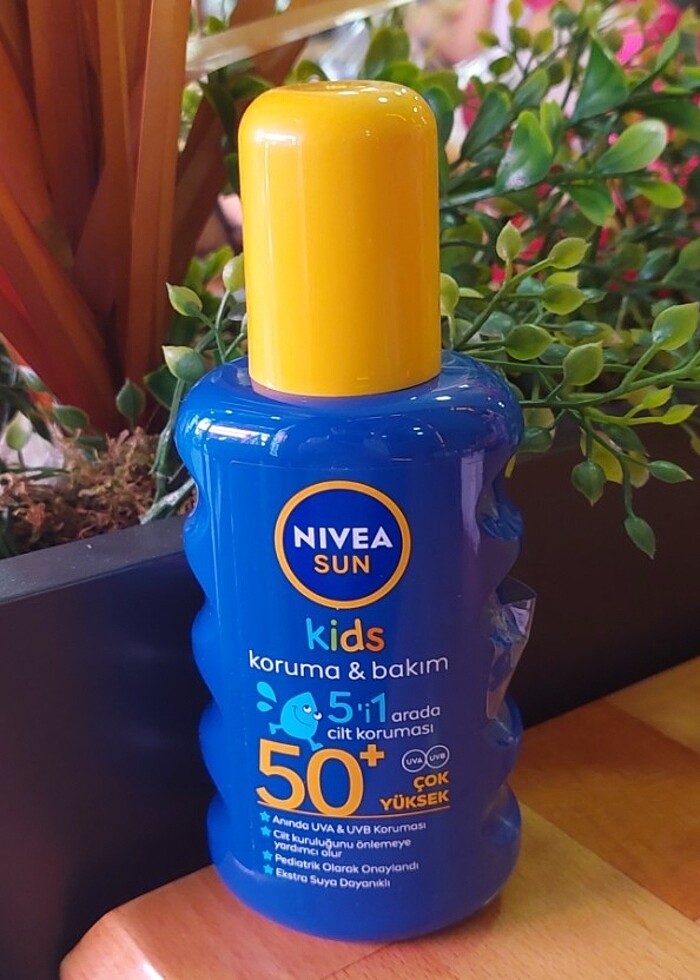 NIVEA
SUN
kids
koruma & bakım
5'i1 arada
cilt koruması
50+
UVA UVB
ÇOK
YÜKSEK
Anında UVA & UVB Koruması
Cilt kuruluğunu önlemeye
yardımcı olur
Pediatrik Olarak Onaylandı
Ekstra Suya Dayanıklı